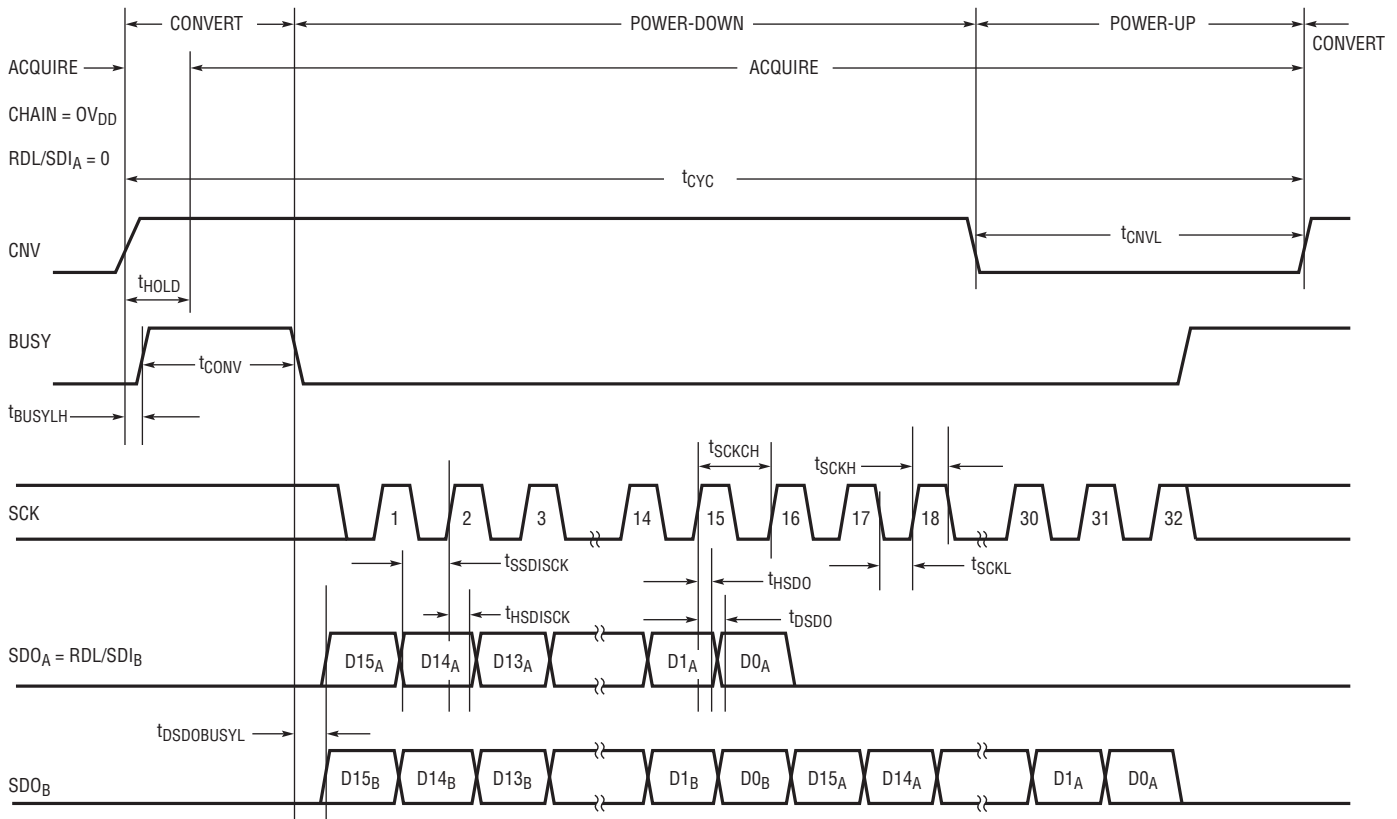 CONVERT
POWER-DOWN
POWER-UP
CONVERT
ACQUIRE
ACQUIRE
CHAIN = OVDD
RDL/SDIA = 0
tCYC
CNV
tCNVL
tHOLD
BUSY
tCONV
tBUSYLH
tSCKCH
tSCKH
SCK
1
2
3
14
15
16
17
18
30
31
32
tSSDISCK
tHSDO
tSCKL
tHSDISCK
tDSDO
SDOA = RDL/SDIB
D15A
D14A
D13A
D1A
D0A
tDSDOBUSYL
SDOB
D15B
D14B
D13B
D1B
D0B
D15A
D14A
D1A
D0A